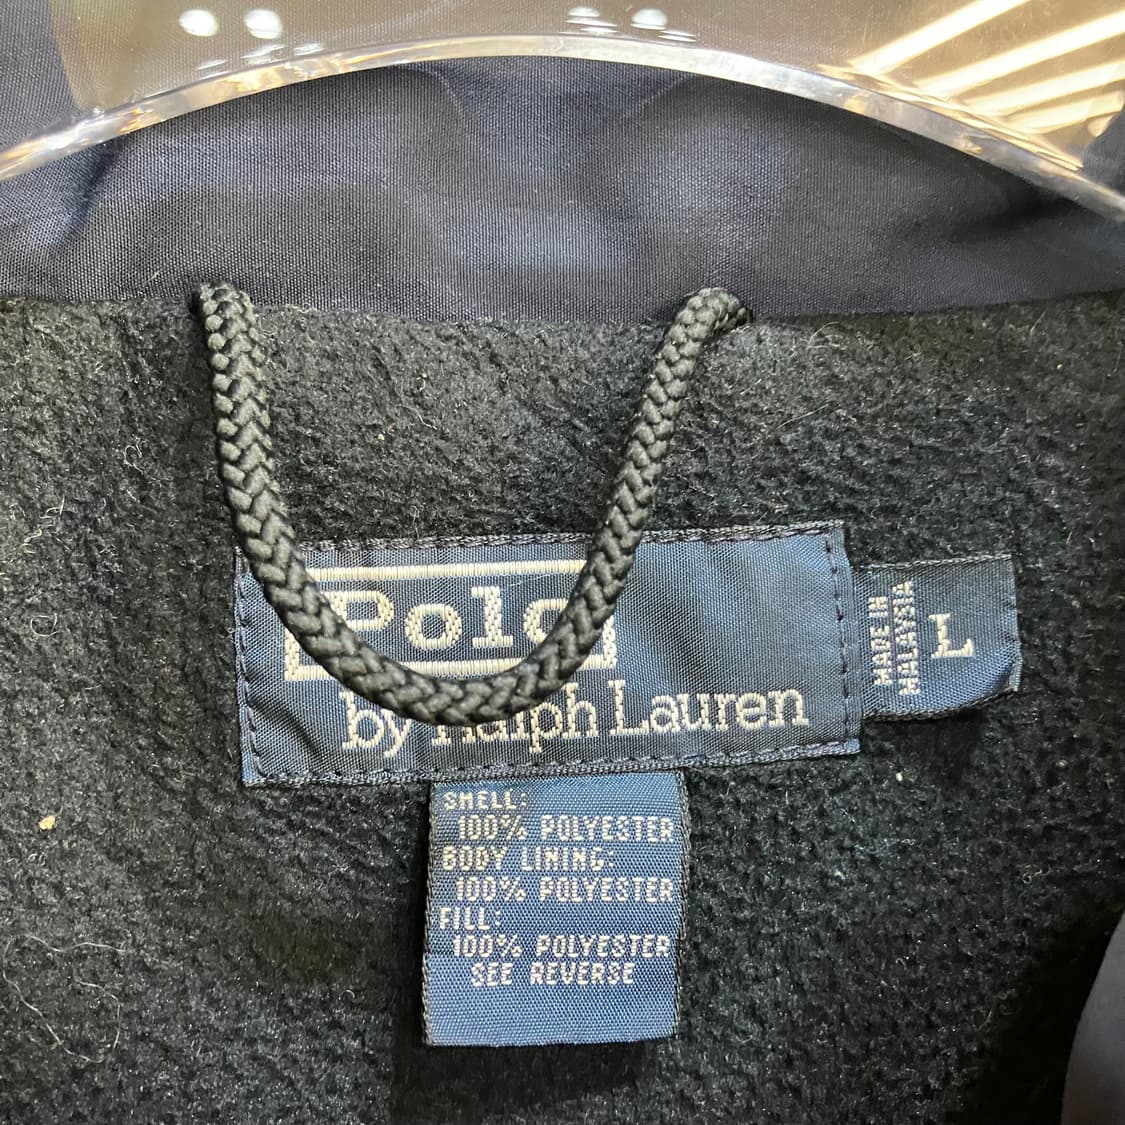 Polo
by Ralph Lauren
MADE IN
MALAYSIA
L
SHELL:
100% POLYESTER
BODY LINING:
100% POLYESTER
FILL:
100% POLYESTER
SEE REVERSE